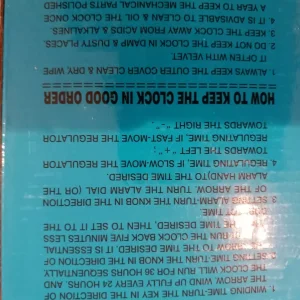 1. WINDING TIME-TURN THE KEY IN THE DIRECTION OF
THE ARROW WIND UP FULLY EVERY 24 HOURS, AND
THE CLOCK WILL RUN FOR 36 HOURS SEQUENTIALLY
2. SETTING TIME-TURN THE KNOB IN THE DIRECTION OF
THE ARROW TO THE TIME DESIRED. IT IS ESSENTIAL
TO RUN THE CLOCK BACK FIVE MINUTES LESS
THE TIME DESIRED, THEN SET IT TO THE
TIME
3. SETTING ALARM-TURN THE KNOB IN THE DIRECTION
OF THE ARROW. TURN THE ALARM DIAL (OR THE
ALARM HAND)TO THE TIME DESIRED.
4. REGULATING TIME, IF SLOW-MOVE THE REGULATOR
TOWARDS THE LEFT " + ".
REGULATING TIME, IF FAST-MOVE THE REGULATOR
TOWARDS THE RIGHT " - ".
HOW TO KEEP THE CLOCK IN GOOD ORDER
1. ALWAYS KEEP THE OUTER COVER CLEAN & DRY, WIPE
IT OFTEN WITH VELVET
2. DO NOT KEEP THE CLOCK IN DAMP & DUSTY PLACES
3. KEEP THE CLOCK AWAY FROM ACIDS & ALKALINES
4. IT IS ADVISABLE TO CLEAN & OIL THE CLOCK ONCE
A YEAR TO KEEP THE MECHANICAL PARTS POLISHED